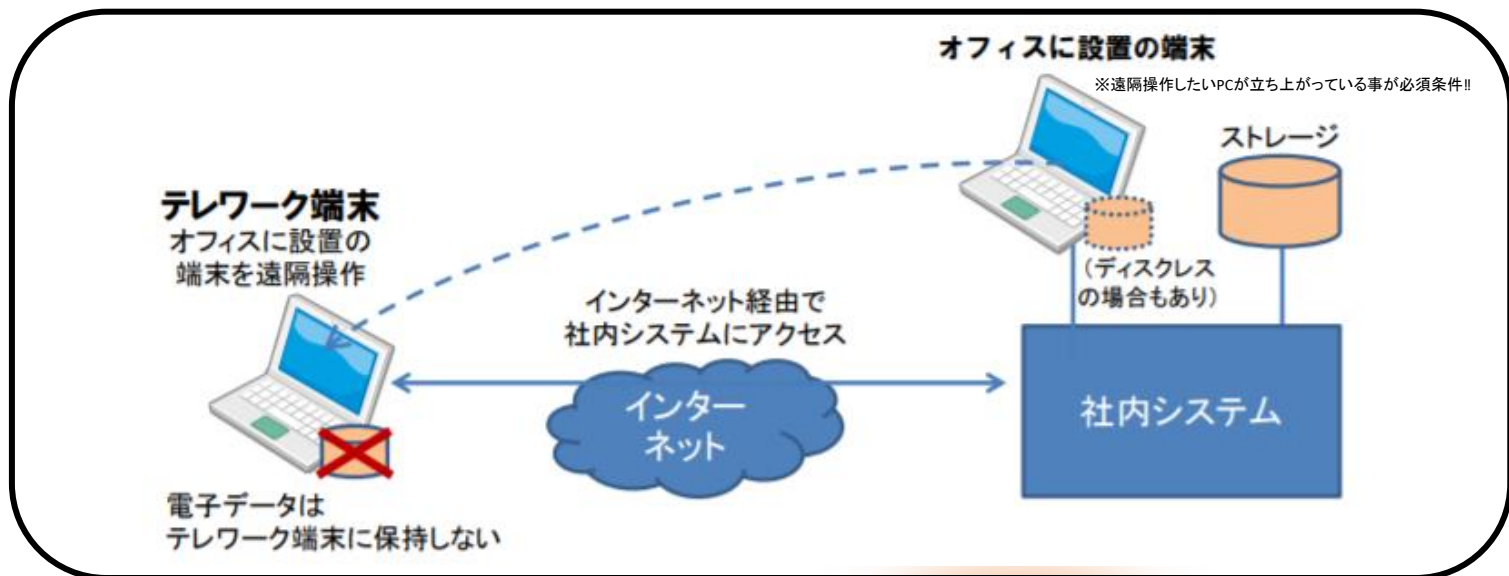 オフィスに設置の端末
※遠隔操作したいPCが立ち上がっている事が必須条件‼
ストレージ
テレワーク端末
オフィスに設置の
端末を遠隔操作
(ディスクレス
の場合もあり)
インターネット経由で
社内システムにアクセス
インター
ネット
社内システム
電子データは
テレワーク端末に保持しない